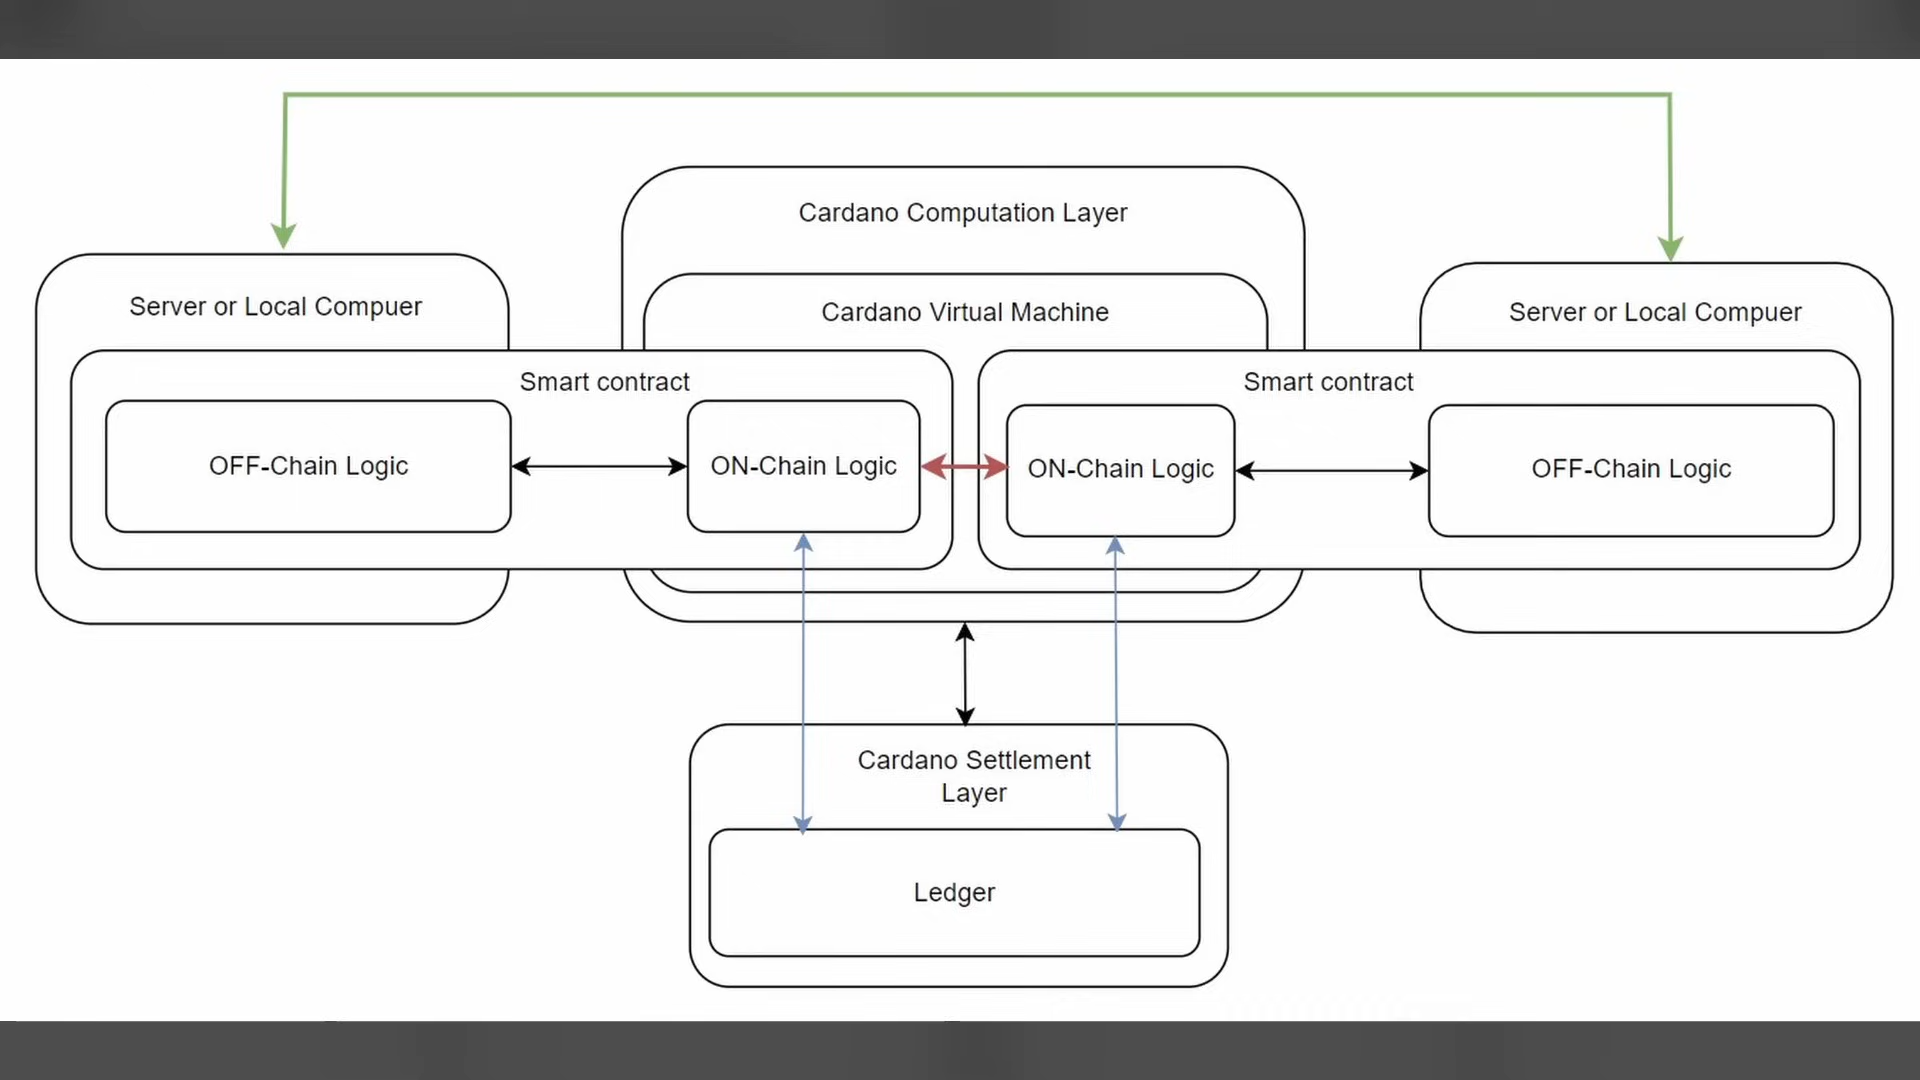 Cardano Computation Layer
Server or Local Compuer
Cardano Virtual Machine
Server or Local Compuer
Smart contract
Smart contract
OFF-Chain Logic
ON-Chain Logic
ON-Chain Logic
OFF-Chain Logic
Cardano Settlement
Layer
Ledger